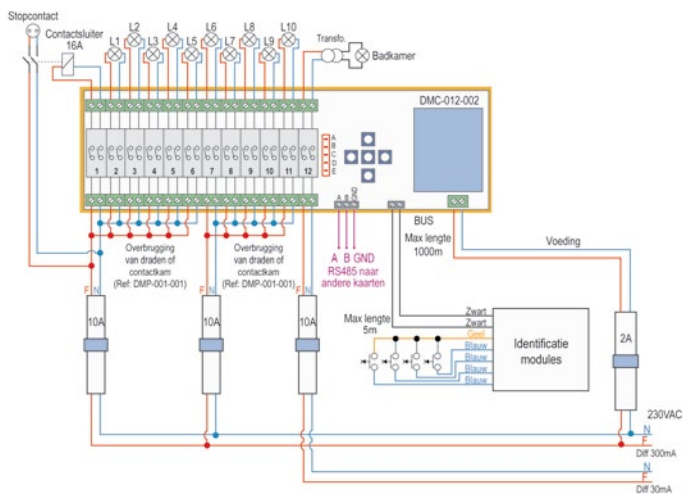 Stopcontact
Contactsluiter
16A
L1
L2
L3
L4
L5
L6
L7
L8
L9
L10
Transfo.
Badkamer
DMC-012-002
1
2
3
4
5
6
7
8
9
10
11
12
A
B
C
D
E
A
B
GND
BUS
Max lengte
1000m
Voeding
A B GND
RS485 naar
andere kaarten
Overbrugging
van draden of
contactkam
(Ref: DMP-001-001)
Overbrugging
van draden of
contactkam
(Ref: DMP-001-001)
F N
F N
F N
10A
10A
10A
2A
Max lengte
5m
Zwart
Zwart
Geel
Blauw
Blauw
Blauw
Blauw
Identificatie
modules
230VAC
N
F
Diff 300mA
N
F
Diff 30mA